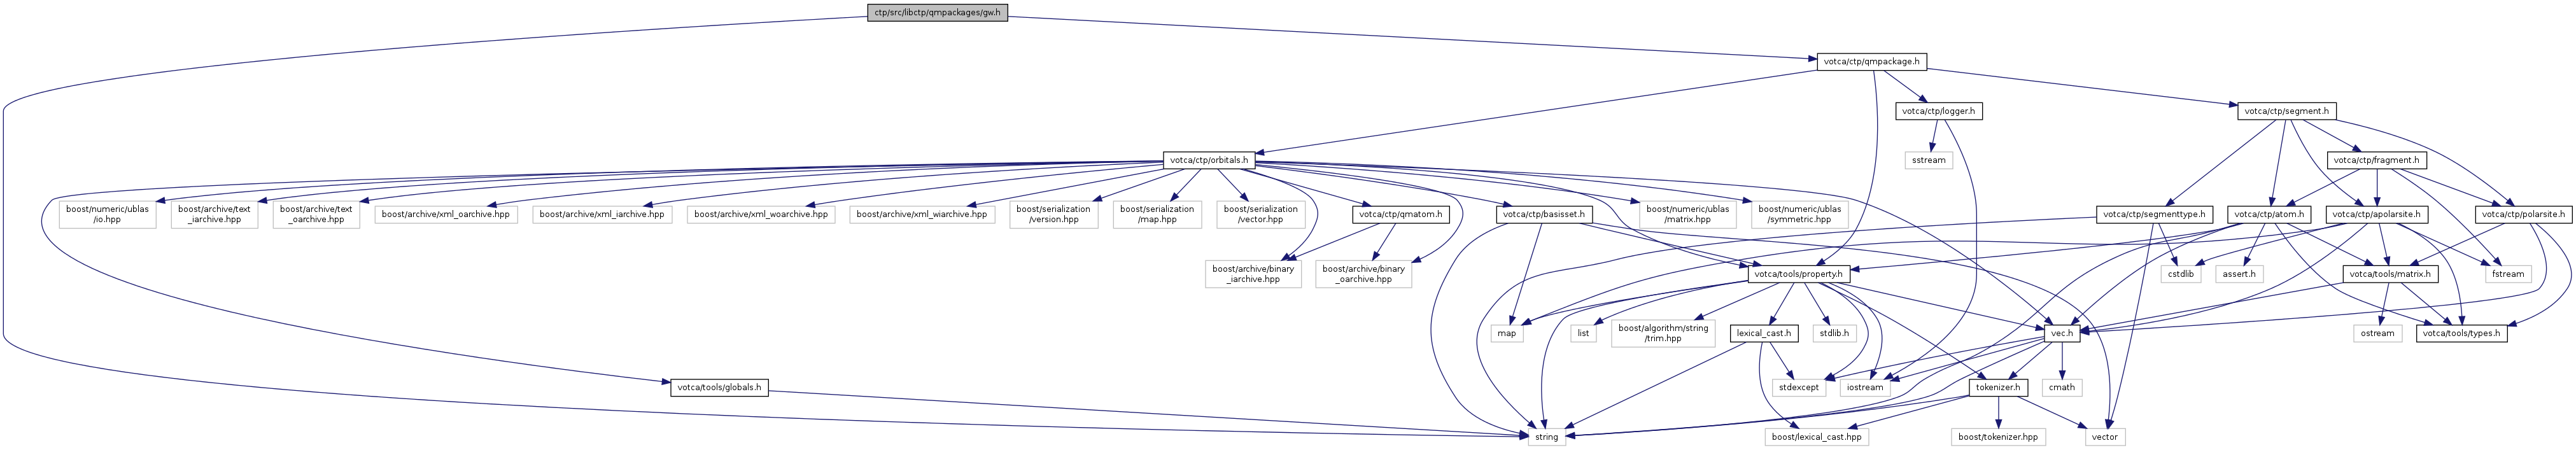 ctp/src/libctp/qmpackages/gw.h
votca/ctp/qmpackage.h
votca/ctp/logger.h
votca/ctp/segment.h
votca/ctp/orbitals.h
sstream
votca/ctp/fragment.h
boost/numeric/ublas
/io.hpp
boost/archive/text
_iarchive.hpp
boost/archive/text
_oarchive.hpp
boost/archive/xml_oarchive.hpp
boost/archive/xml_iarchive.hpp
boost/archive/xml_woarchive.hpp
boost/archive/xml_wiarchive.hpp
boost/serialization
/version.hpp
boost/serialization
/map.hpp
boost/serialization
/vector.hpp
votca/ctp/qmatom.h
votca/ctp/basisset.h
boost/numeric/ublas
/matrix.hpp
boost/numeric/ublas
/symmetric.hpp
votca/ctp/segmenttype.h
votca/ctp/atom.h
votca/ctp/apolarsite.h
votca/ctp/polarsite.h
boost/archive/binary
_iarchive.hpp
boost/archive/binary
_oarchive.hpp
votca/tools/property.h
cstdlib
assert.h
votca/tools/matrix.h
fstream
map
list
boost/algorithm/string
/trim.hpp
lexical_cast.h
stdlib.h
vec.h
ostream
votca/tools/types.h
votca/tools/globals.h
stdexcept
iostream
tokenizer.h
cmath
string
boost/lexical_cast.hpp
boost/tokenizer.hpp
vector